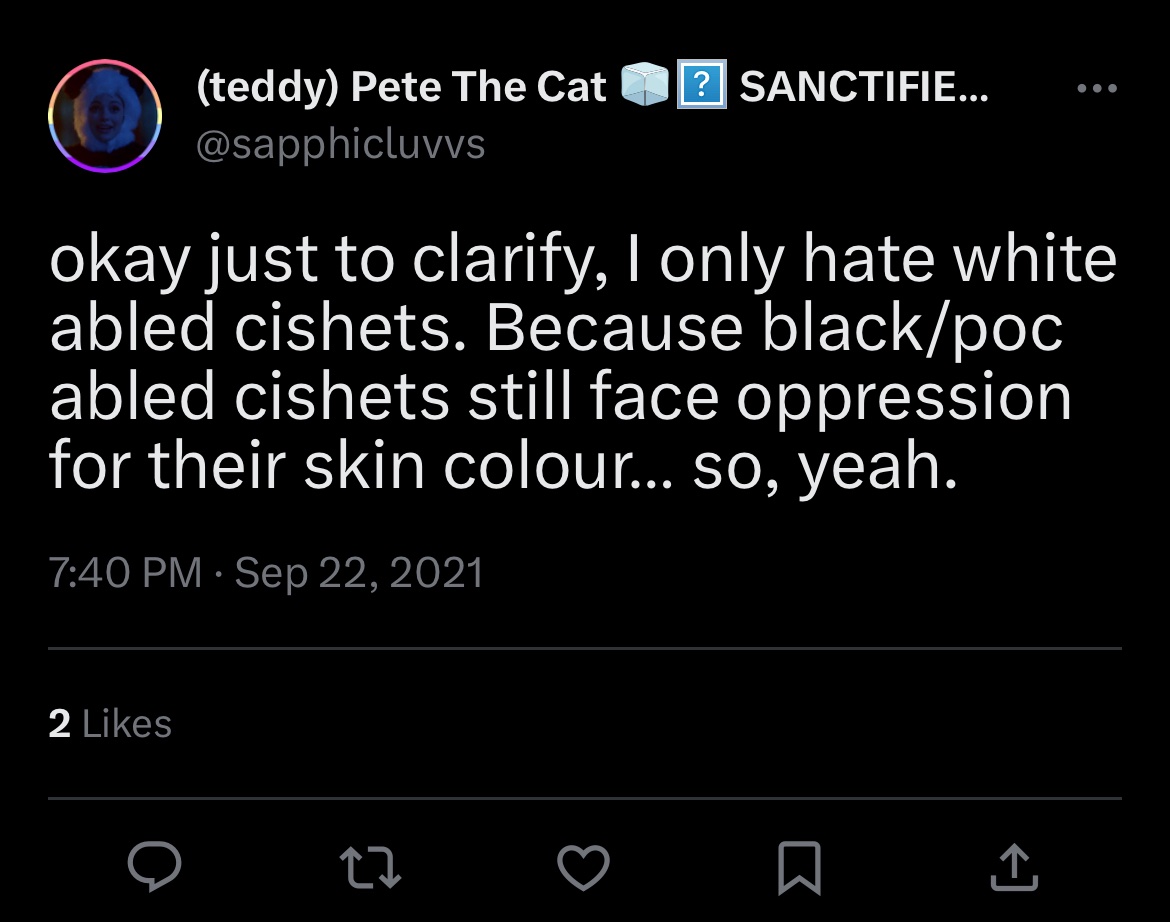 (teddy) Pete The Cat 🧊? SANCTIFIE...
@sapphicluvvs
okay just to clarify, I only hate white
abled cishets. Because black/poc
abled cishets still face oppression
for their skin colour... so, yeah.
7:40 PM · Sep 22, 2021
2 Likes